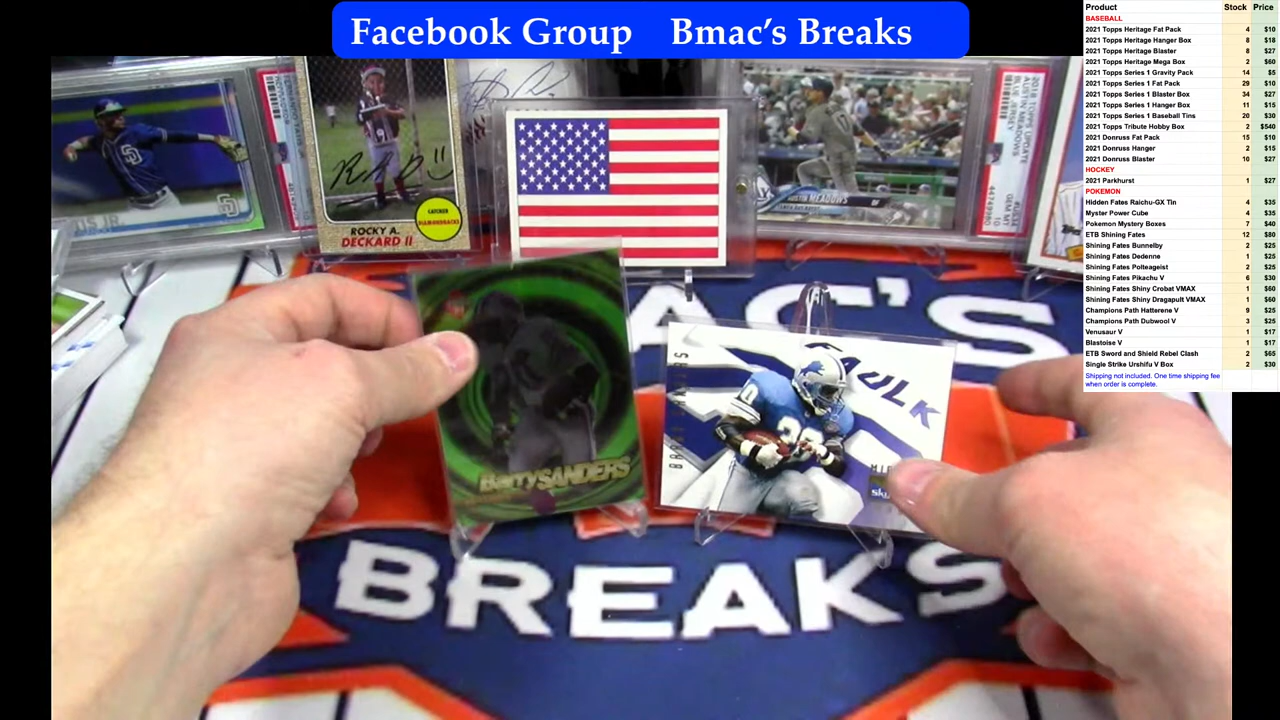 Facebook Group Bmac's Breaks
Product Stock Price
BASEBALL
2021 Topps Heritage Fat Pack 4 $10
2021 Topps Heritage Hanger Box 8 $18
2021 Topps Heritage Blaster 8 $27
2021 Topps Heritage Mega Box 2 $60
2021 Topps Series 1 Gravity Pack 14 $5
2021 Topps Series 1 Fat Pack 29 $10
2021 Topps Series 1 Blaster Box 34 $27
2021 Topps Series 1 Hanger Box 11 $15
2021 Topps Series 1 Baseball Tins 20 $30
2021 Topps Tribute Hobby Box 2 $540
2021 Donruss Fat Pack 15 $10
2021 Donruss Hanger 2 $15
2021 Donruss Blaster 10 $27
HOCKEY
2021 Parkhurst 1 $27
POKEMON
Hidden Fates Raichu-GX Tin 4 $35
Myster Power Cube 4 $35
Pokemon Mystery Boxes 7 $40
ETB Shining Fates 12 $80
Shining Fates Bunnelby 2 $25
Shining Fates Dedenne 1 $25
Shining Fates Polteageist 2 $25
Shining Fates Pikachu V 6 $30
Shining Fates Shiny Crobat VMAX 1 $60
Shining Fates Shiny Dragapult VMAX 1 $60
Champions Path Hatterene V 9 $25
Champions Path Dubwool V 3 $25
Venusaur V 1 $17
Blastoise V 1 $17
ETB Sword and Shield Rebel Clash 2 $65
Single Strike Urshifu V Box 2 $30
Shipping not included. One time shipping fee
when order is complete.
ROCKY A.
DECKARD II
CATCHER
DIAMONDBACKS
AUSTIN MEADOWS OF
GEM MT
10
AC'S
BREAKS
Barry SANDERS
FAULK